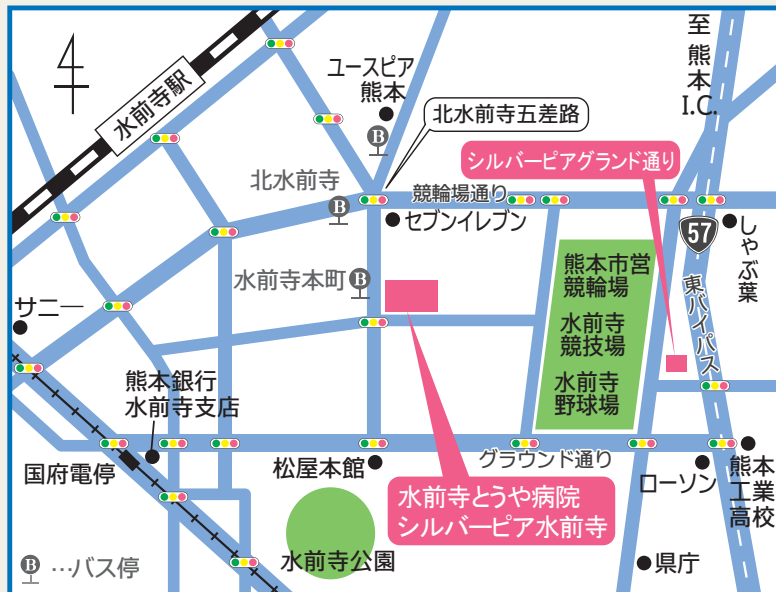 至
熊
本
I.C.
ユースピア
熊本
水前寺駅
北水前寺五差路
B
シルバーピアグランド通り
北水前寺
B
競輪場通り
セブンイレブン
57
しゃぶ葉
熊本市営
競輪場
水前寺
競技場
水前寺
野球場
水前寺本町
B
東バイパス
サニー
熊本銀行
水前寺支店
国府電停
松屋本館
グラウンド通り
ローソン
熊本
工業
高校
水前寺とうや病院
シルバーピア水前寺
水前寺公園
県庁
B …バス停